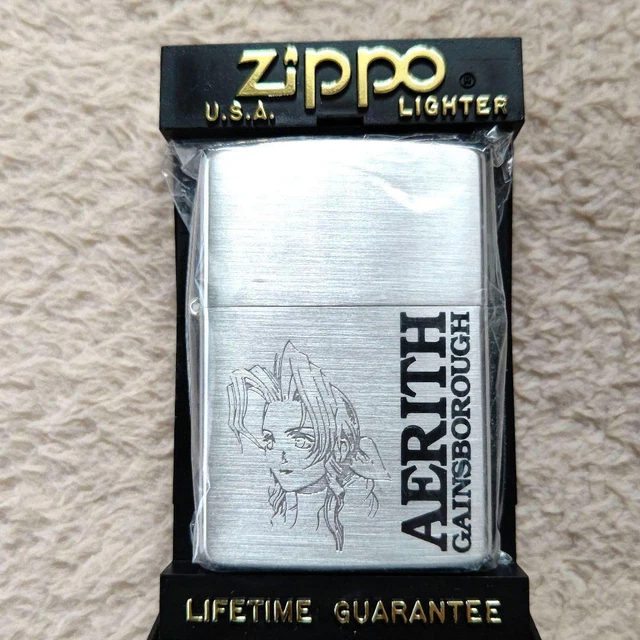 zippo ®
U.S.A. LIGHTER
AERITH
GAINSBOROUGH
LIFETIME GUARANTEE